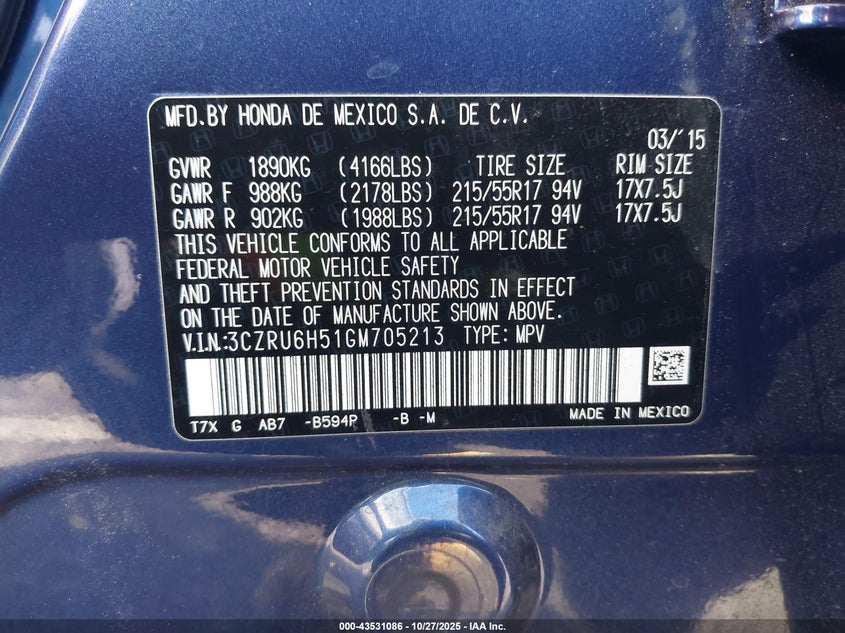 MFD.BY HONDA DE MEXICO S.A. DE C.V.
03/'15
GVWR 1890KG (4166LBS) TIRE SIZE RIM SIZE
GAWR F 988KG (2178LBS) 215/55R17 94V 17X7.5J
GAWR R 902KG (1988LBS) 215/55R17 94V 17X7.5J
THIS VEHICLE CONFORMS TO ALL APPLICABLE
FEDERAL MOTOR VEHICLE SAFETY
AND THEFT PREVENTION STANDARDS IN EFFECT
ON THE DATE OF MANUFACTURE SHOWN ABOVE.
V.I.N.:3CZRU6H51GM705213 TYPE: MPV
T7X G AB7 -B594P -B -M MADE IN MEXICO
000-43531086 - 10/27/2025 - IAA Inc.